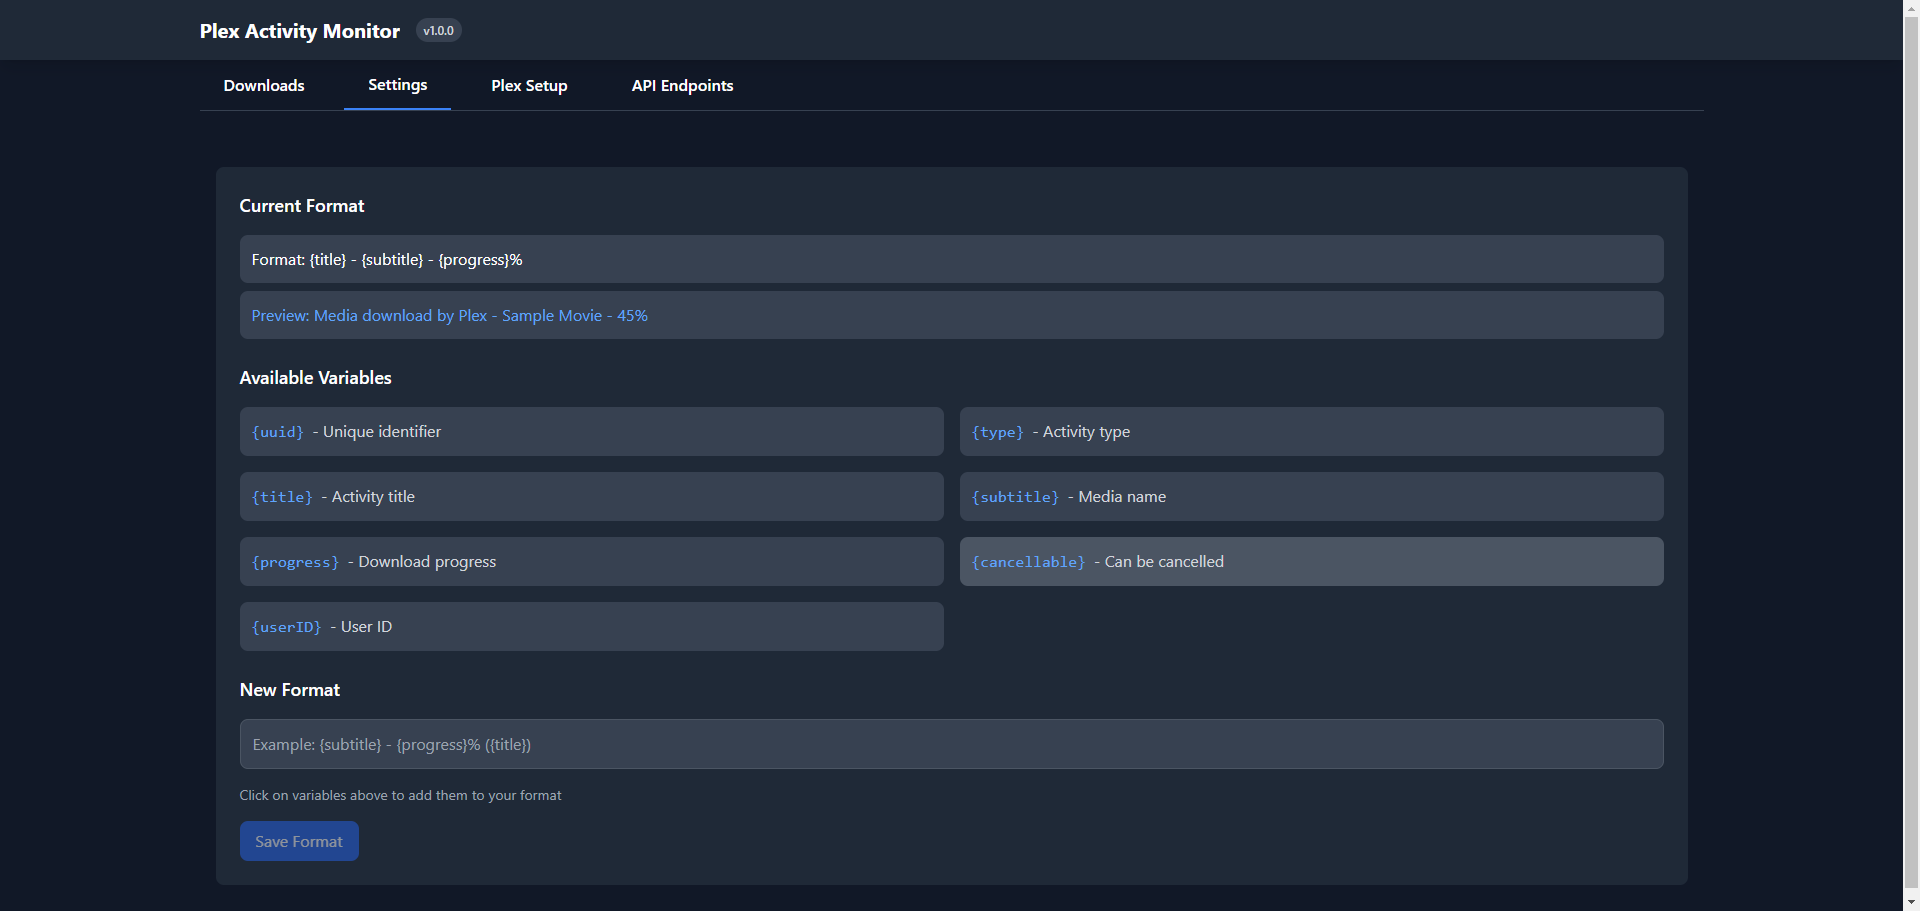 Plex Activity Monitor v1.0.0
Downloads Settings Plex Setup API Endpoints
Current Format
Format: {title} - {subtitle} - {progress}%
Preview: Media download by Plex - Sample Movie - 45%
Available Variables
{uuid} - Unique identifier
{type} - Activity type
{title} - Activity title
{subtitle} - Media name
{progress} - Download progress
{cancellable} - Can be cancelled
{userID} - User ID
New Format
Example: {subtitle} - {progress}% ({title})
Click on variables above to add them to your format
Save Format